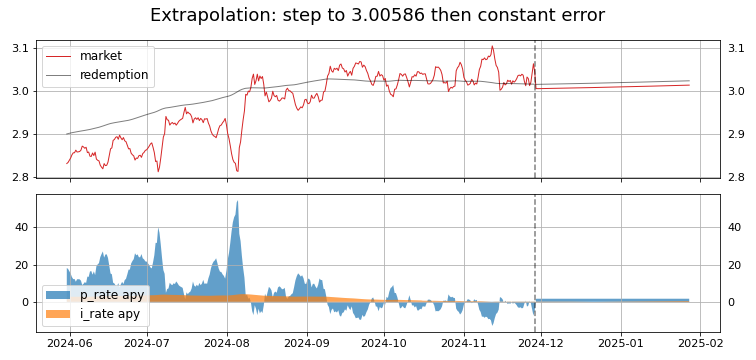 Extrapolation: step to 3.00586 then constant error
3.1 3.1
market
redemption
3.0 3.0
2.9 2.9
2.8 2.8
40 40
20 20
p_rate apy
0 0
i_rate apy
2024-06 2024-07 2024-08 2024-09 2024-10 2024-11 2024-12 2025-01 2025-02